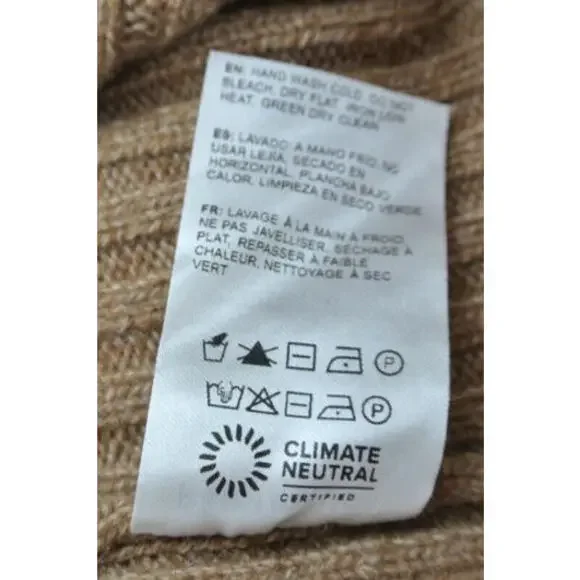 EN: HAND WASH COLD. DO NOT
BLEACH. DRY FLAT. IRON LOW
HEAT, GREEN DRY CLEAN
ES: LAVADO A MANO FRIO, NO
USAR LEJÍA, SECADO EN
HORIZONTAL, PLANCHA BAJO
CALOR, LIMPIEZA EN SECO VERDE
FR: LAVAGE À LA MAIN À FROID,
NE PAS JAVELLISER, SÉCHAGE À
PLAT, REPASSER À FAIBLE
CHALEUR, NETTOYAGE À SEC
VERT
P
P
CLIMATE
NEUTRAL
CERTIFIED